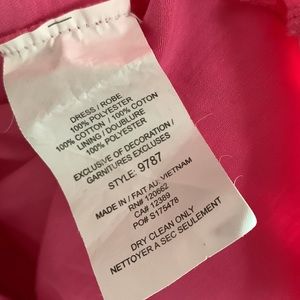 DRESS / ROBE
100% POLYESTER
100% COTTON / 100% COTON
LINING / DOUBLURE
100% POLYESTER
EXCLUSIVE OF DECORATION /
GARNITURES EXCLUES
STYLE: 9787
MADE IN / FAIT AU: VIETNAM
RN# 120662
CA# 12389
PO# S175478
DRY CLEAN ONLY
NETTOYER A SEC SEULEMENT